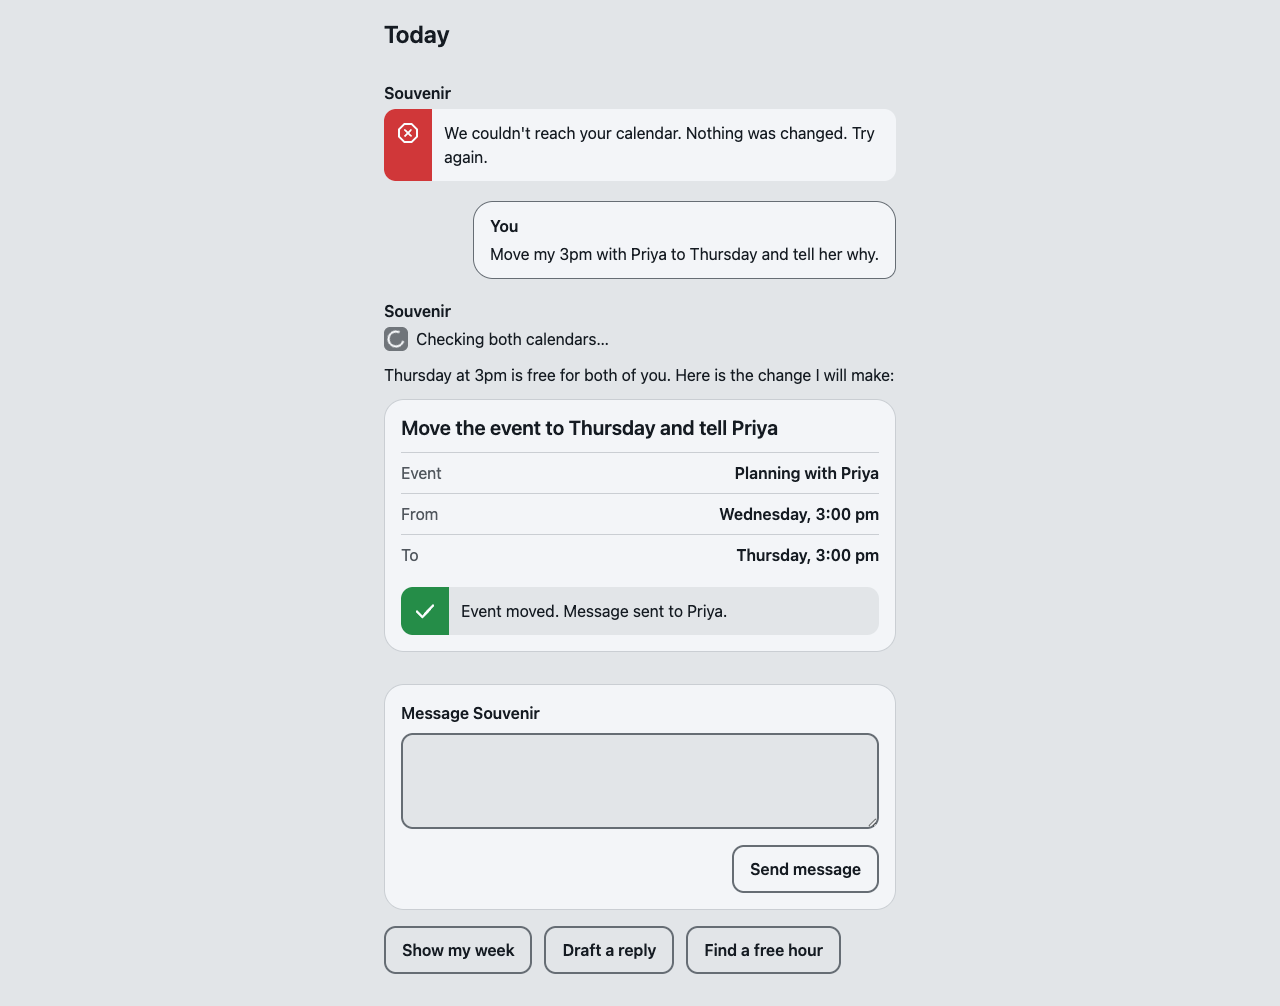 Today
Souvenir
We couldn't reach your calendar. Nothing was changed. Try
again.
You
Move my 3pm with Priya to Thursday and tell her why.
Souvenir
Checking both calendars…
Thursday at 3pm is free for both of you. Here is the change I will make:
Move the event to Thursday and tell Priya
Event Planning with Priya
From Wednesday, 3:00 pm
To Thursday, 3:00 pm
Event moved. Message sent to Priya.
Message Souvenir
Send message
Show my week Draft a reply Find a free hour